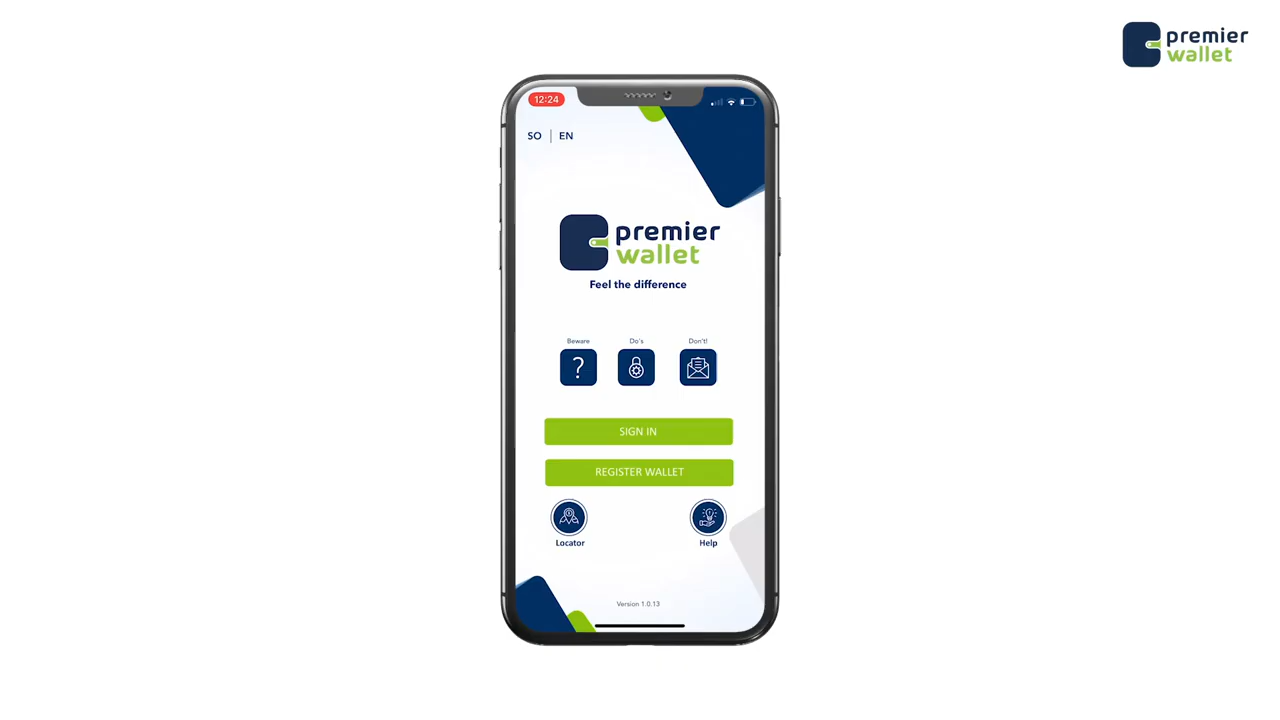 premier
wallet
12:24
SO | EN
premier
wallet
Feel the difference
Beware
Do's
Don't!
?
SIGN IN
REGISTER WALLET
Locator
Help
Version 1.0.13